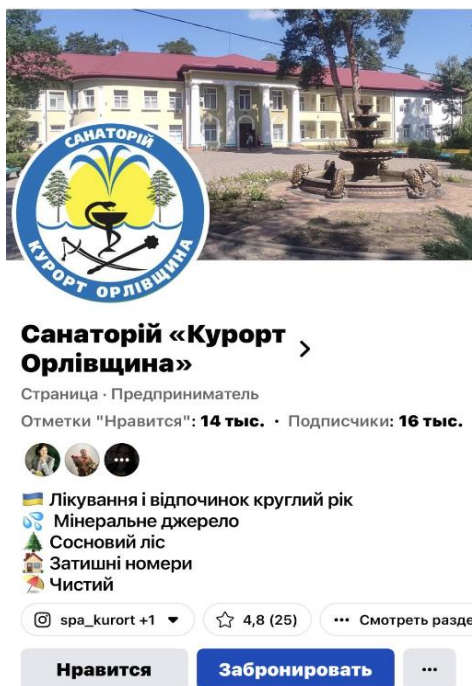 САНАТОРІЙ
КУРОРТ ОРЛІВЩИНА
Санаторій «Курорт
Орлівщина»
Страница · Предприниматель
Отметки "Нравится": 14 тыс. · Подписчики: 16 тыс.
🇺🇦 Лікування і відпочинок круглий рік
💦 Мінеральне джерело
🌲 Сосновий ліс
🏠 Затишні номери
⛱ Чистий
spa_kurort +1
4,8 (25)
Смотреть разде
Нравится
Забронировать